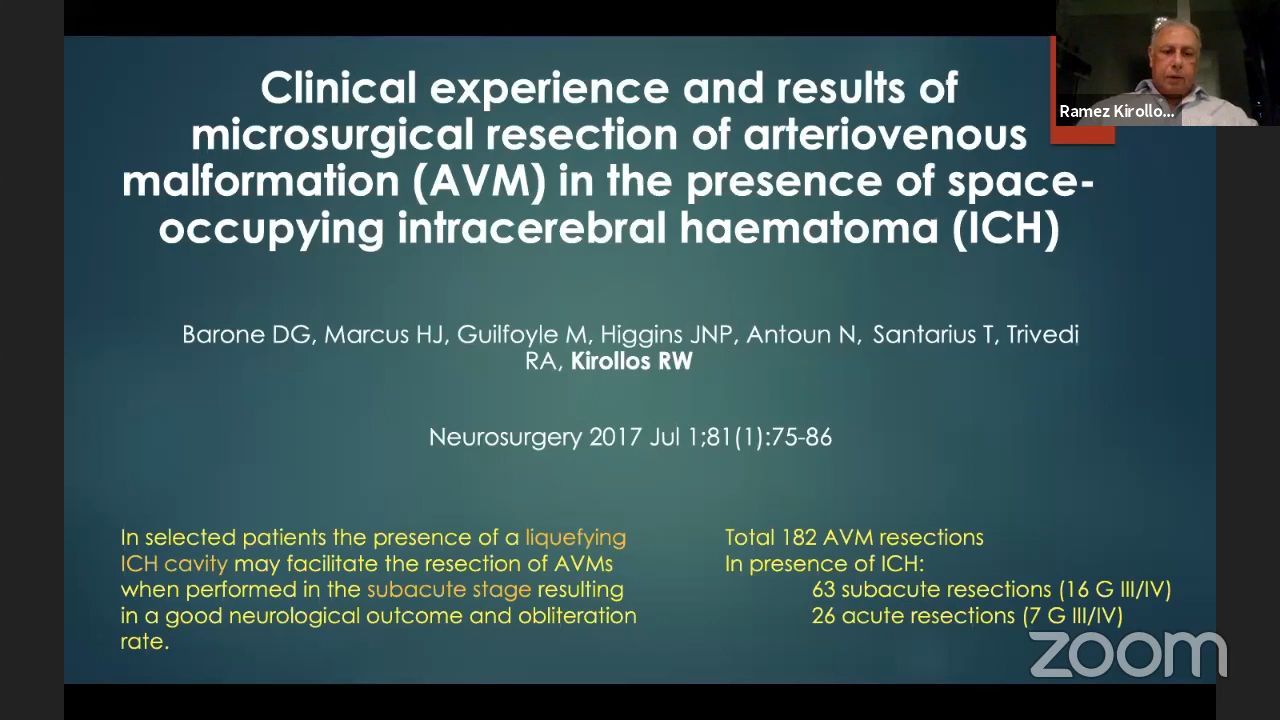 Clinical experience and results of
microsurgical resection of arteriovenous
malformation (AVM) in the presence of space-
occupying intracerebral haematoma (ICH)
Ramez Kirollo...
Barone DG, Marcus HJ, Guilfoyle M, Higgins JNP, Antoun N, Santarius T, Trivedi
RA, Kirollos RW
Neurosurgery 2017 Jul 1;81(1):75-86
In selected patients the presence of a liquefying
ICH cavity may facilitate the resection of AVMs
when performed in the subacute stage resulting
in a good neurological outcome and obliteration
rate.
Total 182 AVM resections
In presence of ICH:
63 subacute resections (16 G III/IV)
26 acute resections (7 G III/IV)
zoom